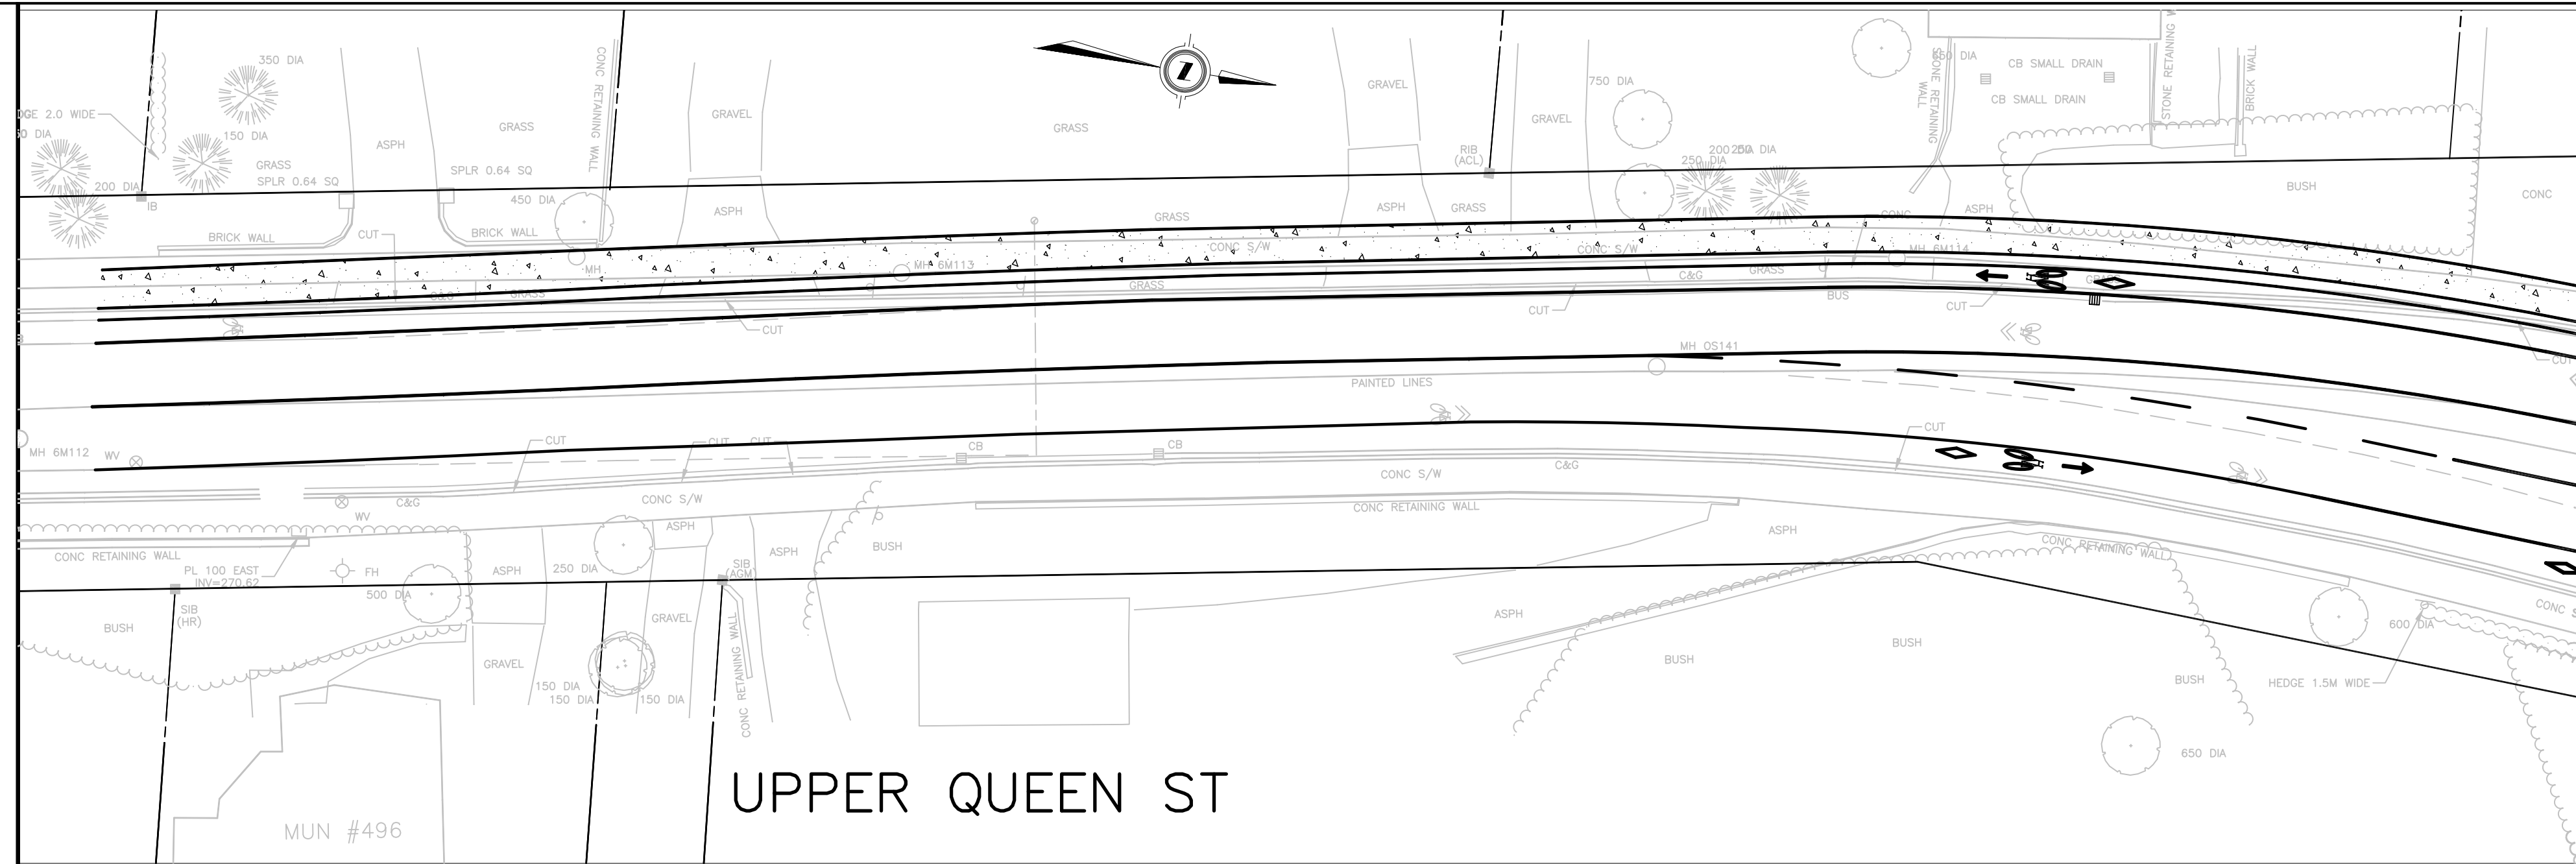 350 DIA
DGE 2.0 WIDE
0 DIA
150 DIA
GRASS
SPLR 0.64 SQ
200 DIA
IB
BRICK WALL
ASPH
GRASS
SPLR 0.64 SQ
450 DIA
CUT
BRICK WALL
CONC RETAINING WALL
GRAVEL
ASPH
GRASS
GRASS
GRAVEL
ASPH
RIB
(ACL)
GRASS
GRAVEL
750 DIA
250 DIA
200 DIA
CONC
STONE RETAINING
WALL
CB SMALL DRAIN
CB SMALL DRAIN
STONE RETAINING W
BRICK WALL
ASPH
BUSH
CONC
MH
MH 6M113
CONC S/W
CONC S/W
MH 6M114
C&G
GRASS
GRASS
C&G
GRASS
BUS
CUT
CUT
CUT
CUT
MH OS141
PAINTED LINES
MH 6M112
WV
CUT
CUT
CUT
CB
CB
CUT
C&G
WV
CONC S/W
CONC S/W
C&G
CONC RETAINING WALL
CONC RETAINING WALL
PL 100 EAST
INV=270.62
FH
500 DIA
ASPH
250 DIA
ASPH
SIB
(AGM)
ASPH
BUSH
ASPH
CONC RETAINING WALL
SIB
(HR)
BUSH
GRAVEL
GRAVEL
CONC RETAINING WALL
150 DIA
150 DIA
150 DIA
ASPH
BUSH
BUSH
BUSH
600 DIA
CONC S
HEDGE 1.5M WIDE
650 DIA
UPPER QUEEN ST
MUN #496